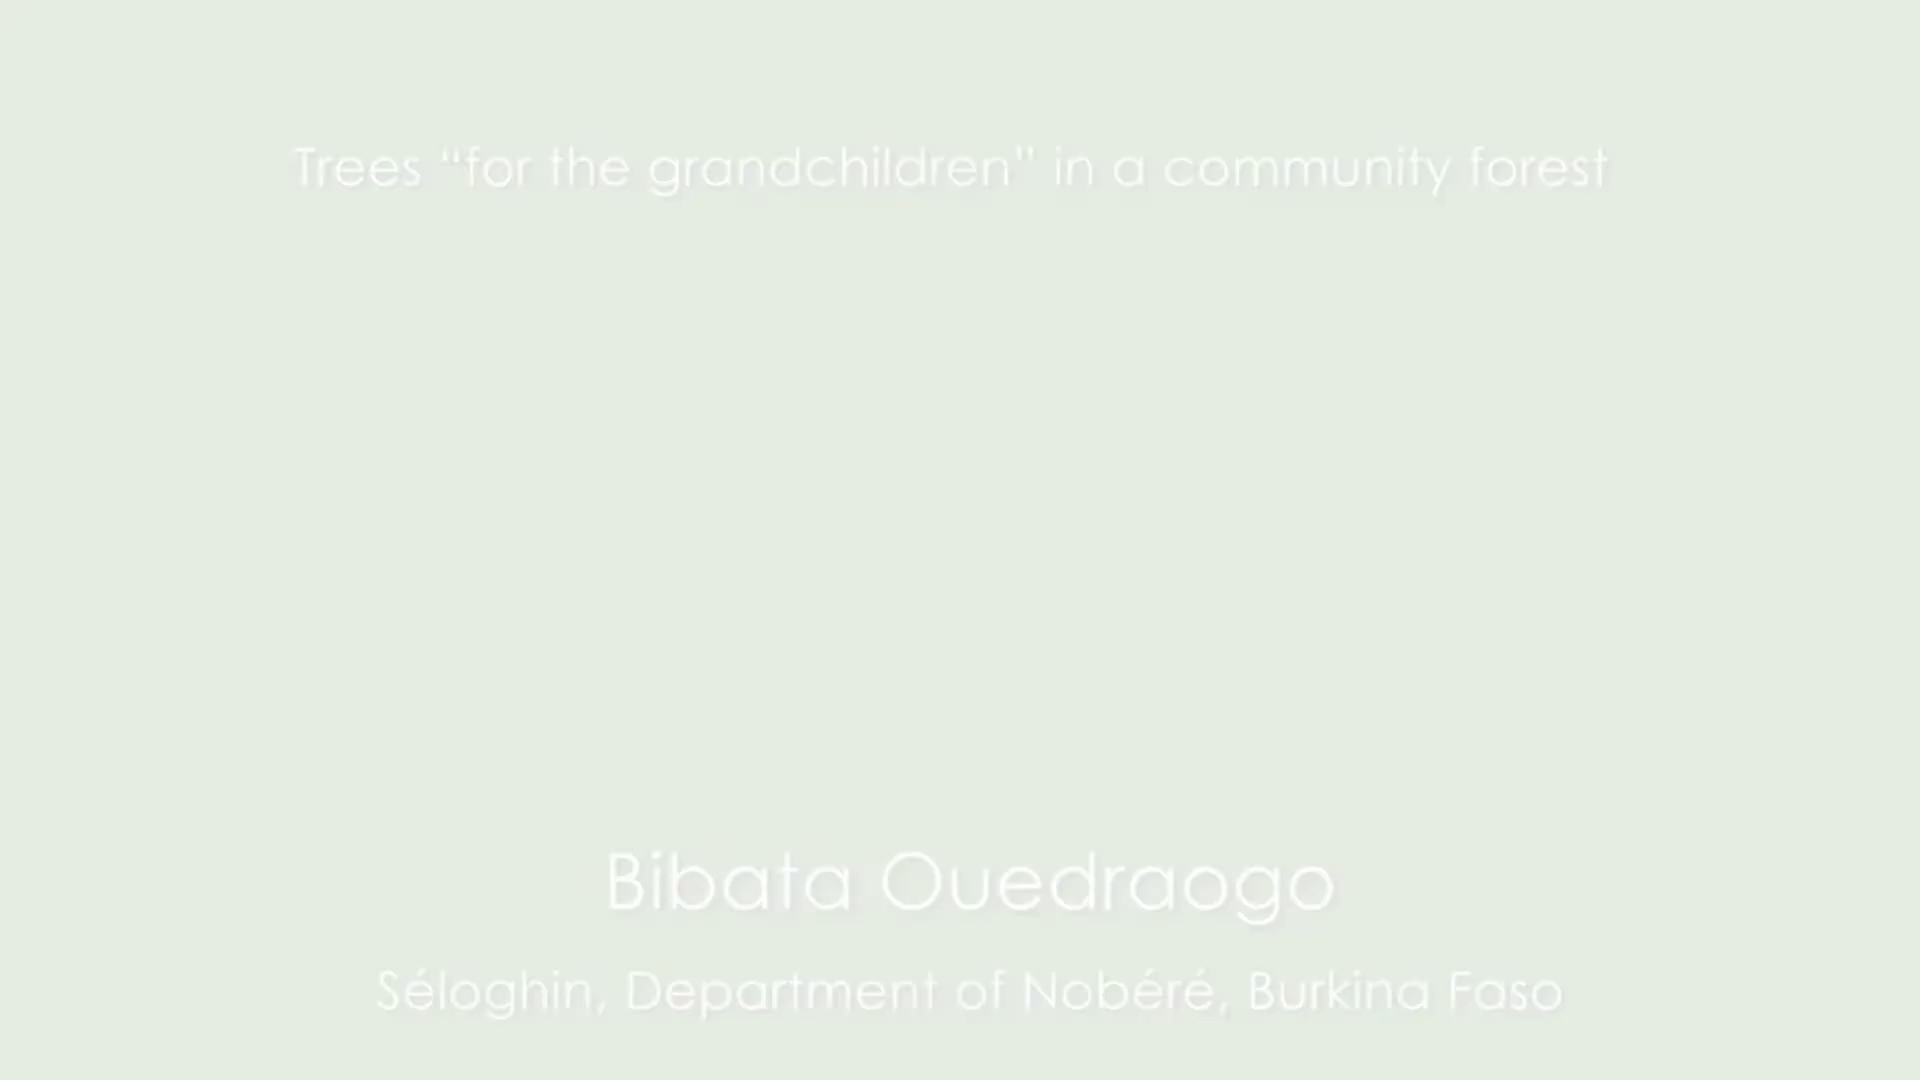 Trees “for the grandchildren” in a community forest
Bibata Ouedraogo
Séloghin, Department of Nobéré, Burkina Faso